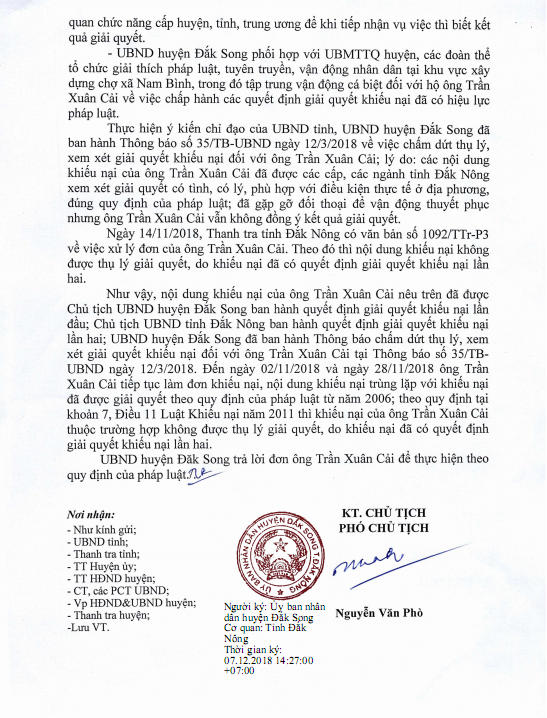 quan chức năng cấp huyện, tỉnh, trung ương để khi tiếp nhận vụ việc thì biết kết
quả giải quyết.
- UBND huyện Đắk Song phối hợp với UBMTTQ huyện, các đoàn thể
tổ chức giải thích pháp luật, tuyên truyền, vận động nhân dân tại khu vực xây
dựng chợ xã Nam Bình, trong đó tập trung vận động cá biệt đối với hộ ông Trần
Xuân Cải về việc chấp hành các quyết định giải quyết khiếu nại đã có hiệu lực
pháp luật.
Thực hiện ý kiến chỉ đạo của UBND tỉnh, UBND huyện Đắk Song đã
ban hành Thông báo số 35/TB-UBND ngày 12/3/2018 về việc chấm dứt thụ lý,
xem xét giải quyết khiếu nại đối với ông Trần Xuân Cải; lý do: các nội dung
khiếu nại của ông Trần Xuân Cải đã được các cấp, các ngành tỉnh Đắk Nông
xem xét giải quyết có tình, có lý, phù hợp với điều kiện thực tế ở địa phương,
đúng quy định của pháp luật; đã gặp gỡ đối thoại để vận động thuyết phục
nhưng ông Trần Xuân Cải vẫn không đồng ý kết quả giải quyết.
Ngày 14/11/2018, Thanh tra tỉnh Đắk Nông có văn bản số 1092/TTr-P3
về việc xử lý đơn của ông Trần Xuân Cải. Theo đó thì nội dung khiếu nại không
được thụ lý giải quyết, do khiếu nại đã có quyết định giải quyết khiếu nại lần
hai.
Như vậy, nội dung khiếu nại của ông Trần Xuân Cải nêu trên đã được
Chủ tịch UBND huyện Đắk Song ban hành quyết định giải quyết khiếu nại lần
đầu; Chủ tịch UBND tỉnh Đắk Nông ban hành quyết định giải quyết khiếu nại
lần hai; UBND huyện Đắk Song đã ban hành Thông báo chấm dứt thụ lý, xem
xét giải quyết khiếu nại đối với ông Trần Xuân Cải tại Thông báo số 35/TB-
UBND ngày 12/3/2018. Đến ngày 02/11/2018 và ngày 28/11/2018 ông Trần
Xuân Cải tiếp tục làm đơn khiếu nại, nội dung khiếu nại trùng lặp với khiếu nại
đã được giải quyết theo quy định của pháp luật từ năm 2006; theo quy định tại
khoản 7, Điều 11 Luật Khiếu nại năm 2011 thì khiếu nại của ông Trần Xuân Cải
thuộc trường hợp không được thụ lý giải quyết, do khiếu nại đã có quyết định
giải quyết khiếu nại lần hai.
UBND huyện Đăk Song trả lời đơn ông Trần Xuân Cải để thực hiện theo
quy định của pháp luật.
Nơi nhận:
- Như kính gửi;
- UBND tỉnh;
- Thanh tra tỉnh;
- TT Huyện ủy;
- TT HĐND huyện;
- CT, các PCT UBND;
- Vp HĐND&UBND huyện;
- Thanh tra huyện;
-Lưu VT.
KT. CHỦ TỊCH
PHÓ CHỦ TỊCH
ỦY BAN NHÂN DÂN HUYỆN ĐẮK SONG T.ĐẮK NÔNG
Người ký: Ủy ban nhân
dân huyện Đắk Song
Cơ quan: Tỉnh Đắk
Nông
Thời gian ký:
07.12.2018 14:27:00
+07:00
Nguyễn Văn Phò